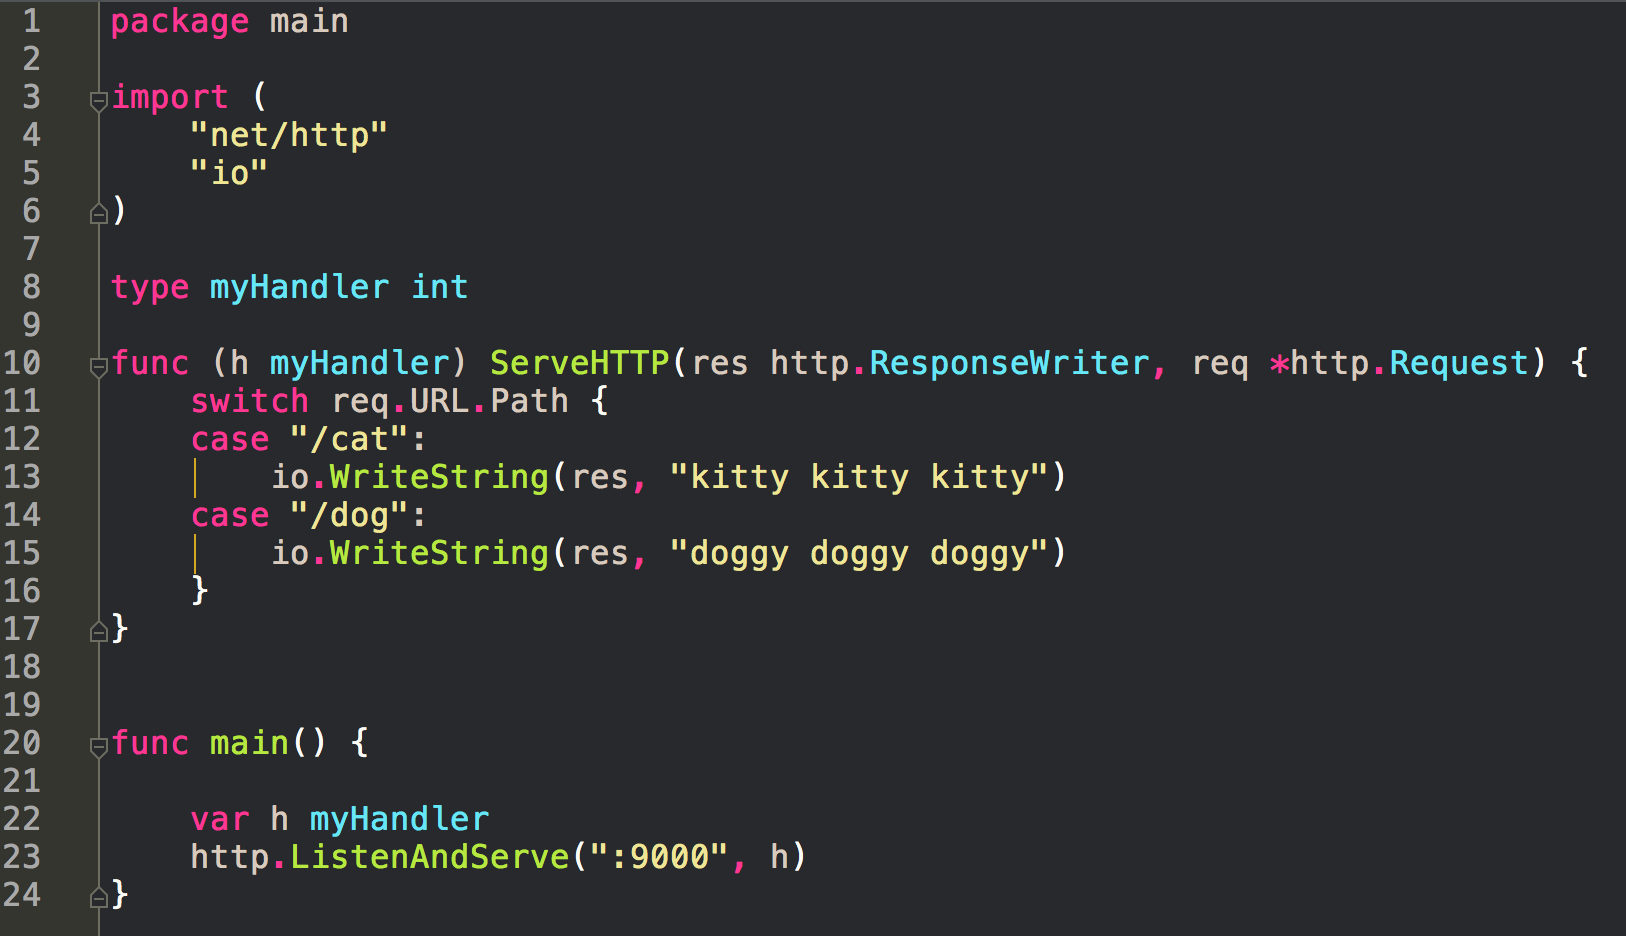 1 package main
2
3 import (
4     "net/http"
5     "io"
6 )
7
8 type myHandler int
9
10 func (h myHandler) ServeHTTP(res http.ResponseWriter, req *http.Request) {
11     switch req.URL.Path {
12     case "/cat":
13         io.WriteString(res, "kitty kitty kitty")
14     case "/dog":
15         io.WriteString(res, "doggy doggy doggy")
16     }
17 }
18
19
20 func main() {
21
22     var h myHandler
23     http.ListenAndServe(":9000", h)
24 }